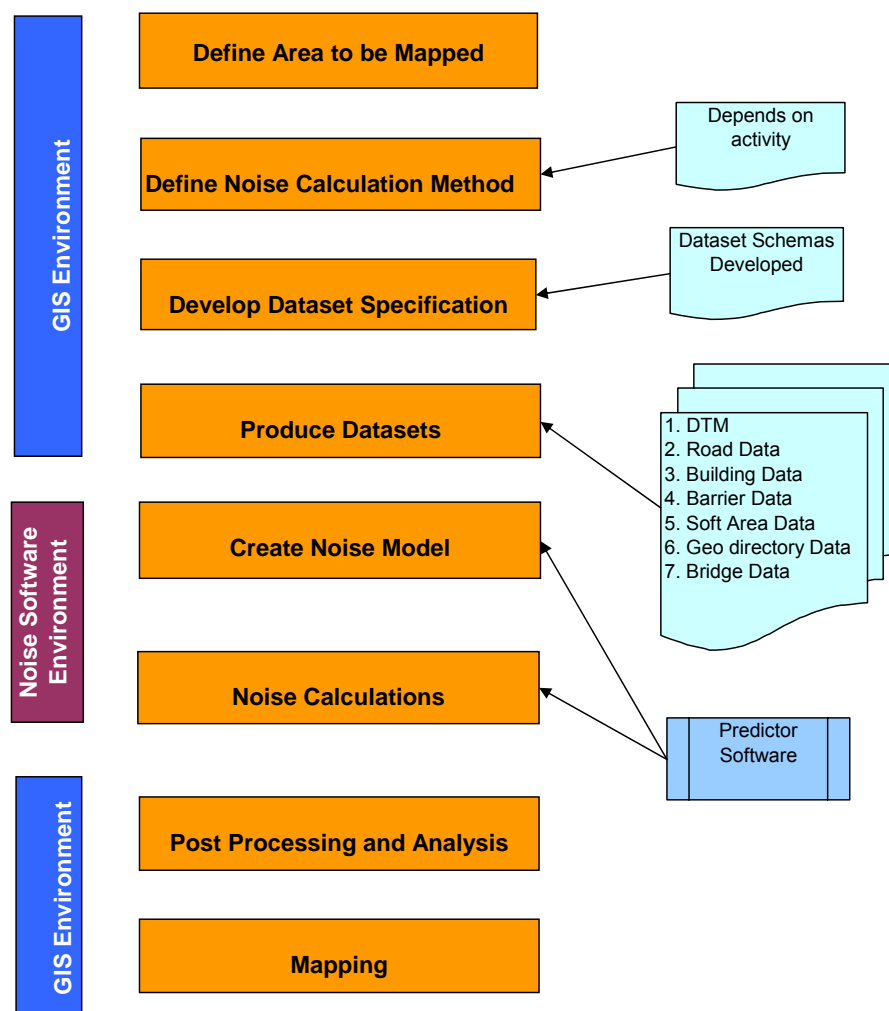 GIS Environment
Define Area to be Mapped
Define Noise Calculation Method
Depends on
activity
Develop Dataset Specification
Dataset Schemas
Developed
Produce Datasets
1. DTM
2. Road Data
3. Building Data
4. Barrier Data
5. Soft Area Data
6. Geo directory Data
7. Bridge Data
Noise Software
Environment
Create Noise Model
Noise Calculations
Predictor
Software
GIS Environment
Post Processing and Analysis
Mapping